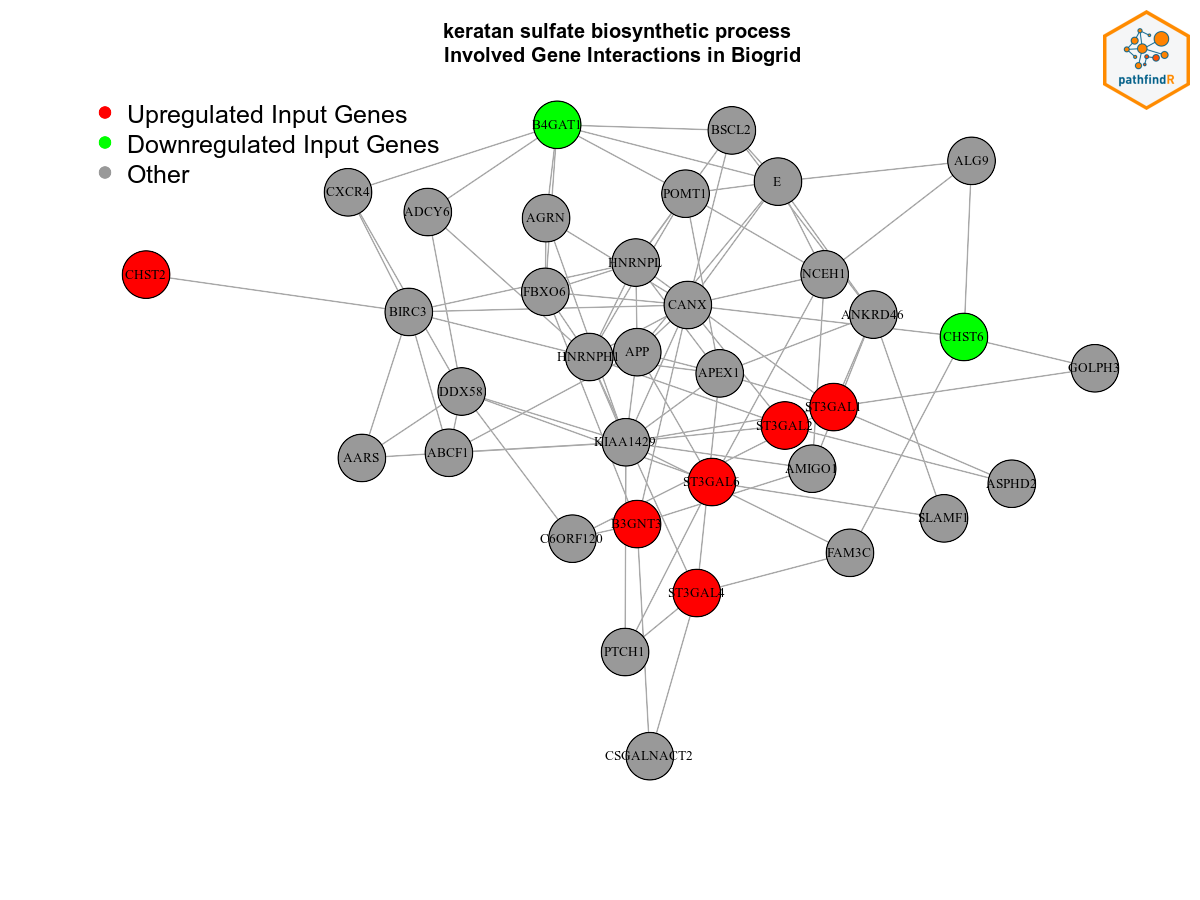 keratan sulfate biosynthetic process
Involved Gene Interactions in Biogrid
pathfindR
Upregulated Input Genes
Downregulated Input Genes
Other
B4GAT1
BSCL2
ALG9
CXCR4
ADCY6
AGRN
POMT1
E
CHST2
HNRNPL
NCEH1
FBXO6
BIRC3
CANX
ANKRD46
CHST6
HNRNPH1
APP
APEX1
GOLPH3
DDX58
ST3GAL1
ST3GAL2
KIAA1429
AARS
ABCF1
AMIGO1
ST3GAL6
ASPHD2
SLAMF1
B3GNT3
C6ORF120
FAM3C
ST3GAL4
PTCH1
CSGALNACT2